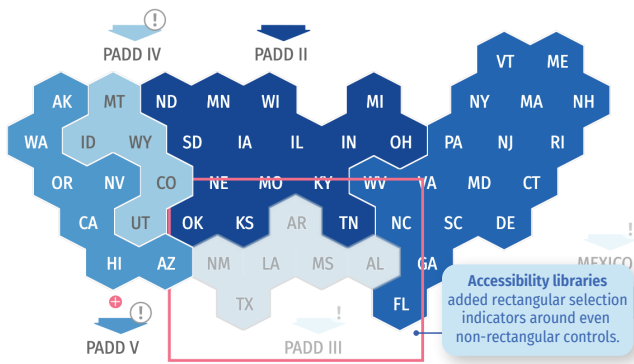 PADD IV
PADD II
VT ME
AK MT ND MN WI MI NY MA NH
WA ID WY SD IA IL IN OH PA NJ RI
OR NV CO NE MO KY WV VA MD CT
CA UT OK KS AR TN NC SC DE
HI AZ NM LA MS AL GA
MEXICO
TX FL
PADD V
PADD III
Accessibility libraries
added rectangular selection
indicators around even
non-rectangular controls.
!
!
!
!